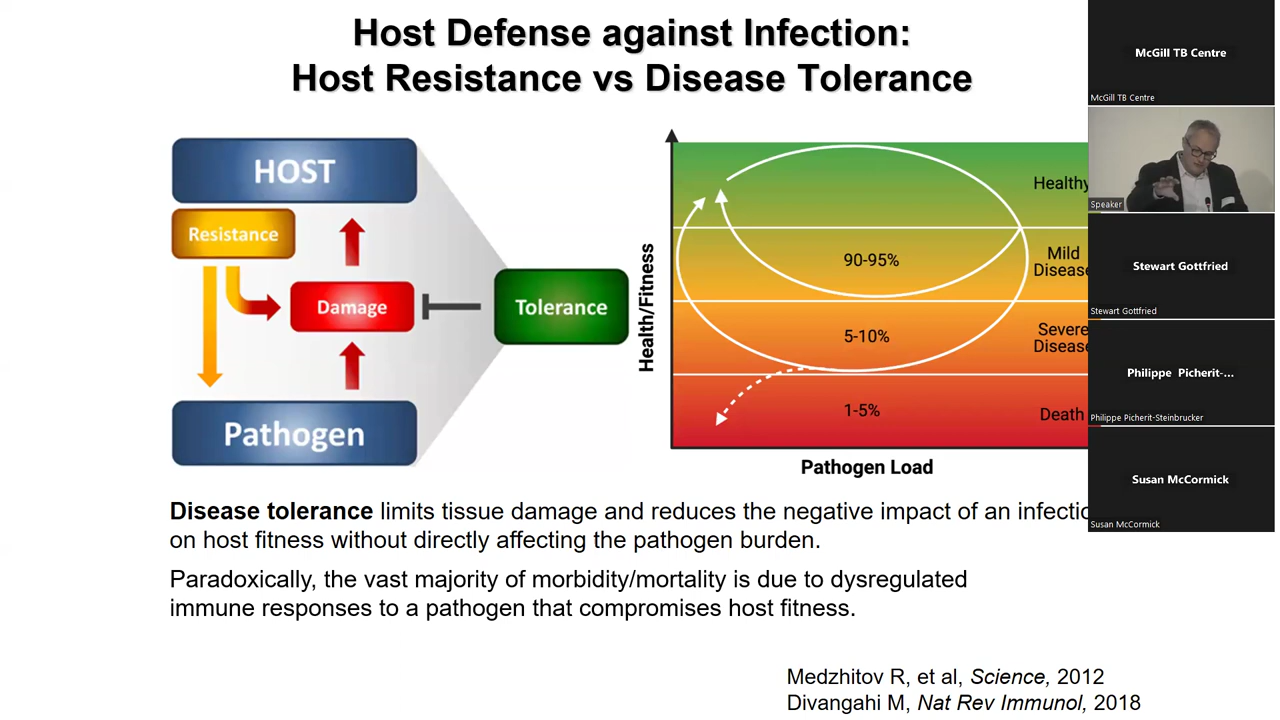 Host Defense against Infection:
Host Resistance vs Disease Tolerance
HOST
Resistance
Damage
Tolerance
Pathogen
Health/Fitness
Healthy
90-95%
Mild
Disease
5-10%
Severe
Disease
1-5%
Death
Pathogen Load
Disease tolerance limits tissue damage and reduces the negative impact of an infectio
on host fitness without directly affecting the pathogen burden.
Paradoxically, the vast majority of morbidity/mortality is due to dysregulated
immune responses to a pathogen that compromises host fitness.
Medzhitov R, et al, Science, 2012
Divangahi M, Nat Rev Immunol, 2018
McGill TB Centre
McGill TB Centre
Speaker
Stewart Gottfried
Stewart Gottfried
Philippe Picherit-...
Philippe Picherit-Steinbrucker
Susan McCormick
Susan McCormick